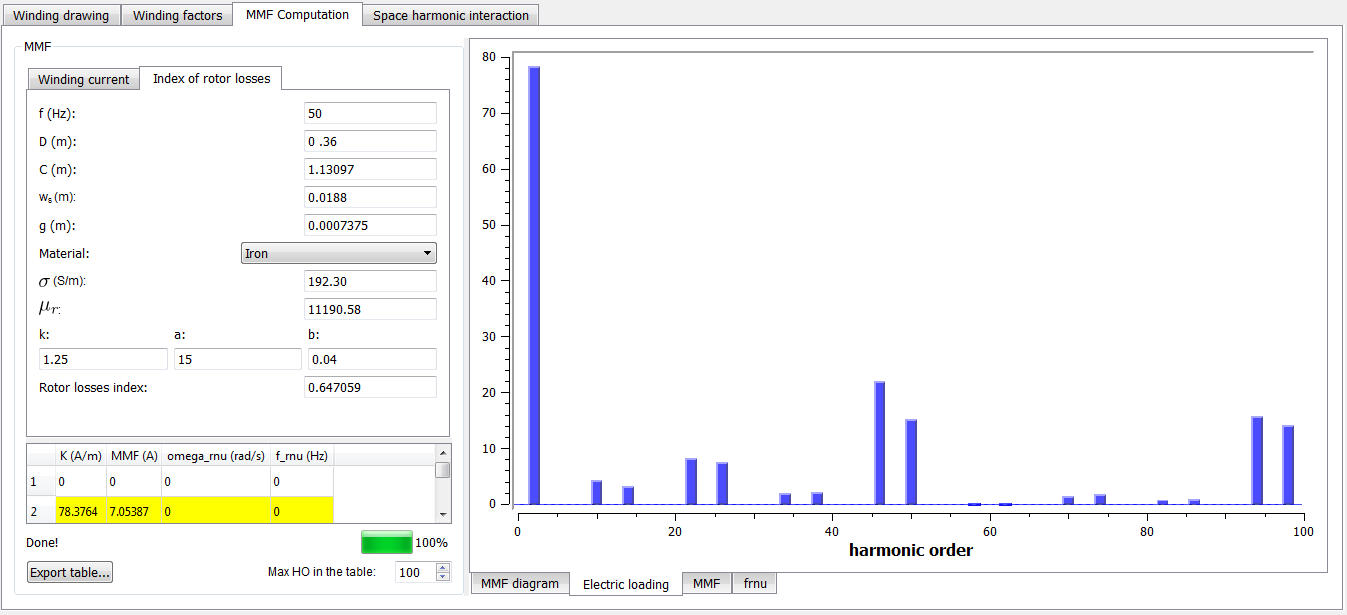 Winding drawing Winding factors MMF Computation Space harmonic interaction
MMF
Winding current Index of rotor losses
f (Hz): 50
D (m): 0 .36
C (m): 1.13097
ws (m): 0.0188
g (m): 0.0007375
Material: Iron
σ (S/m): 192.30
μr: 11190.58
k: a: b:
1.25 15 0.04
Rotor losses index: 0.647059
K (A/m) MMF (A) omega_rnu (rad/s) f_rnu (Hz)
1 0 0 0 0
2 78.3764 7.05387 0 0
Done! 100%
Export table... Max HO in the table: 100
80
70
60
50
40
30
20
10
0
0 20 40 60 80 100
harmonic order
MMF diagram Electric loading MMF frnu